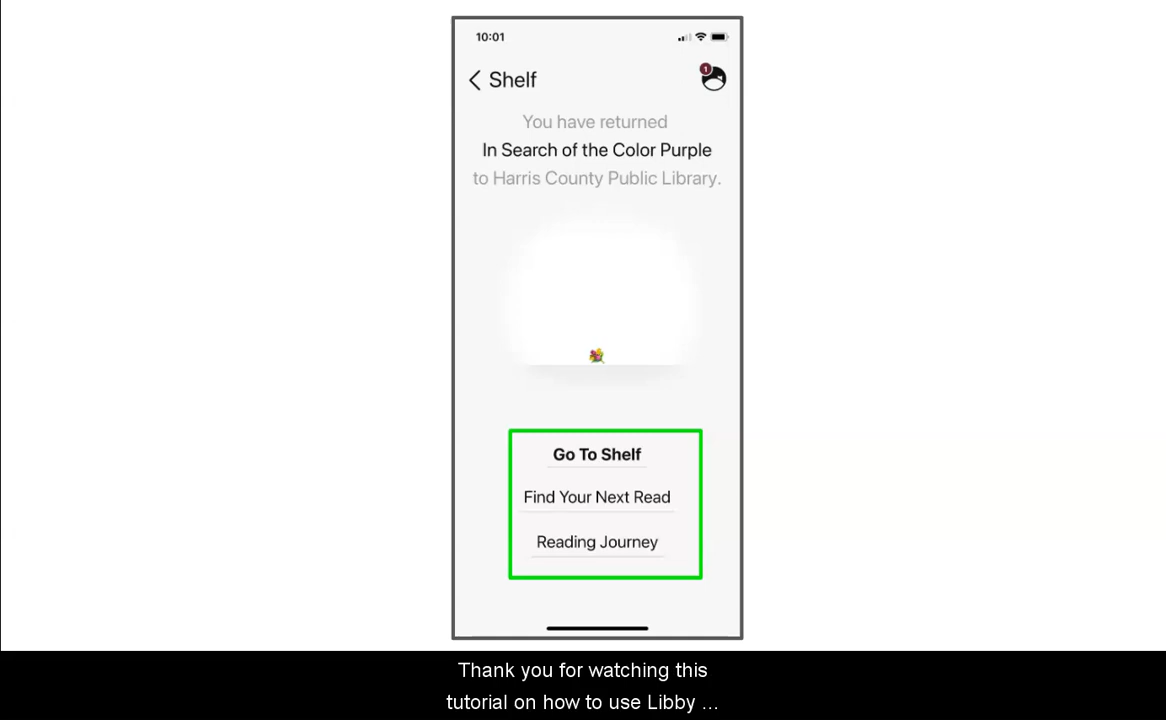 10:01
Shelf
1
You have returned
In Search of the Color Purple
to Harris County Public Library.
Go To Shelf
Find Your Next Read
Reading Journey
Thank you for watching this
tutorial on how to use Libby ...